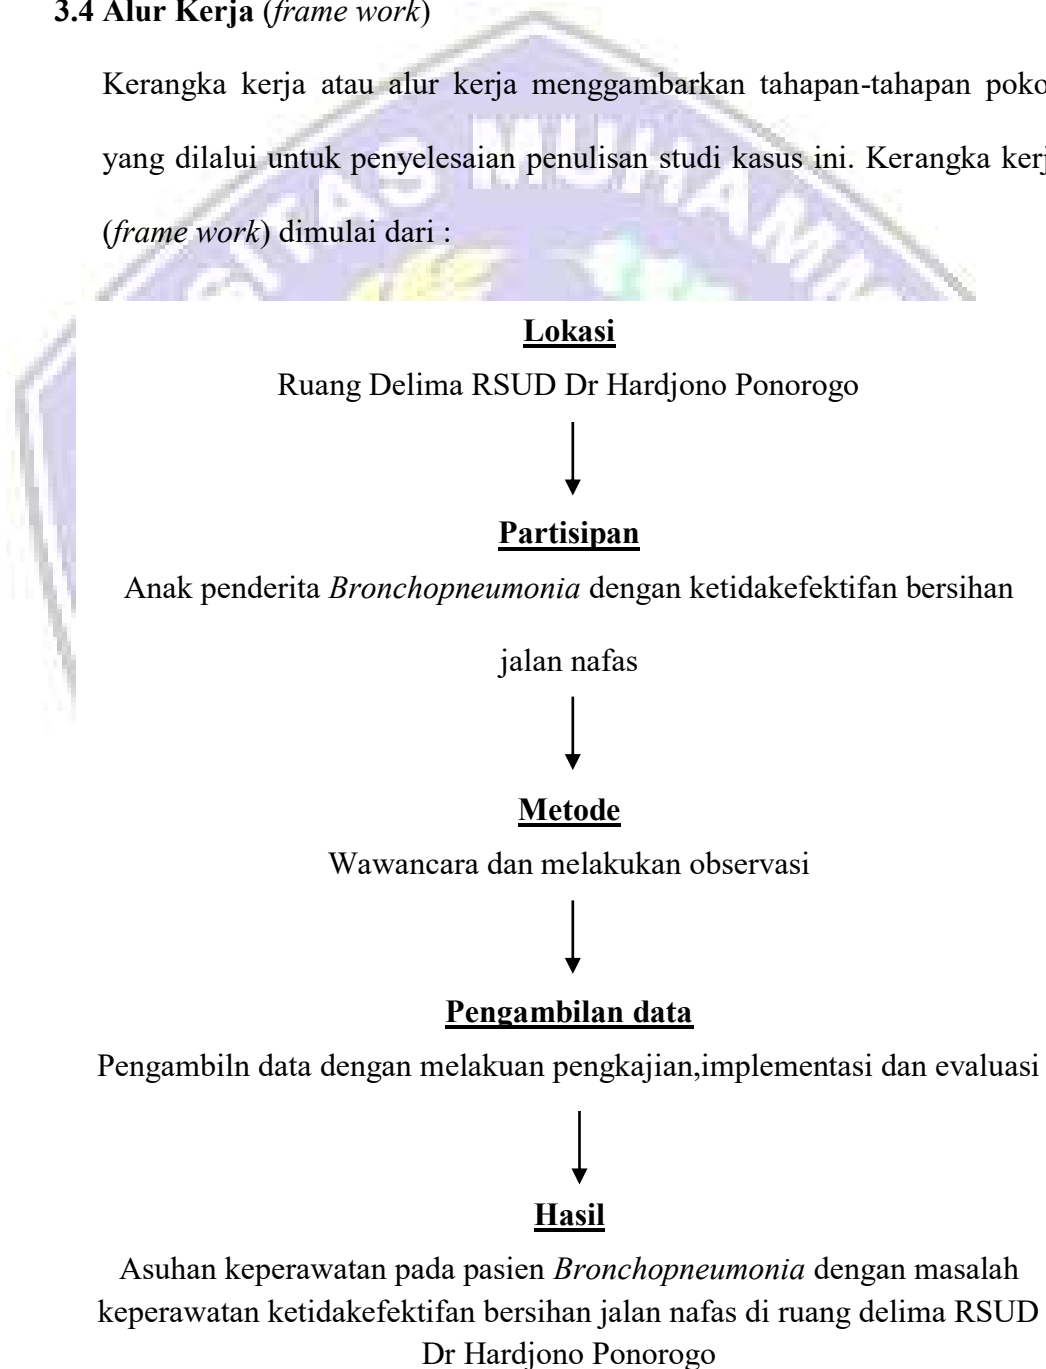 3.4 Alur Kerja (frame work)
Kerangka kerja atau alur kerja menggambarkan tahapan-tahapan poko
yang dilalui untuk penyelesaian penulisan studi kasus ini. Kerangka kerj
(frame work) dimulai dari :
SITAS MUHAMM
Lokasi
Ruang Delima RSUD Dr Hardjono Ponorogo
Partisipan
Anak penderita Bronchopneumonia dengan ketidakefektifan bersihan
jalan nafas
Metode
Wawancara dan melakukan observasi
Pengambilan data
Pengambiln data dengan melakuan pengkajian,implementasi dan evaluasi
Hasil
Asuhan keperawatan pada pasien Bronchopneumonia dengan masalah
keperawatan ketidakefektifan bersihan jalan nafas di ruang delima RSUD
Dr Hardjono Ponorogo